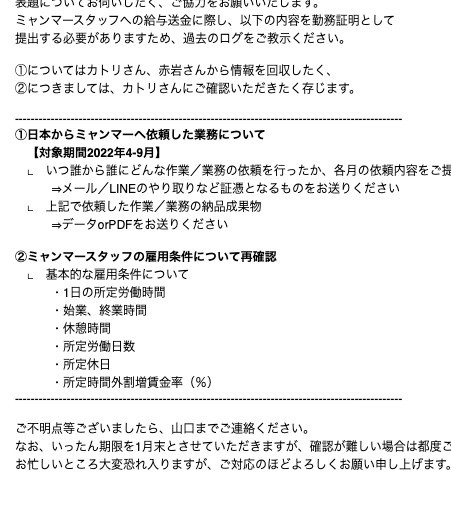 表題についてお伺いしたく、ご協力をお願いいたします。
ミャンマースタッフへの給与送金に際し、以下の内容を勤務証明として
提出する必要がありますため、過去のログをご教示ください。
①についてはカトリさん、赤岩さんから情報を回収したく、
②につきましては、カトリさんにご確認いただきたく存じます。
--------------------------------------------------------------------------------------------
①日本からミャンマーへ依頼した業務について
【対象期間2022年4-9月】
∟ いつ誰から誰にどんな作業／業務の依頼を行ったか、各月の依頼内容をご提
⇒メール／LINEのやり取りなど証憑となるものをお送りください
∟ 上記で依頼した作業／業務の納品成果物
⇒データorPDFをお送りください
②ミャンマースタッフの雇用条件について再確認
∟ 基本的な雇用条件について
・1日の所定労働時間
・始業、終業時間
・休憩時間
・所定労働日数
・所定休日
・所定時間外割増賃金率（%）
--------------------------------------------------------------------------------------------
ご不明点等ございましたら、山口までご連絡ください。
なお、いったん期限を1月末とさせていただきますが、確認が難しい場合は都度ご
お忙しいところ大変恐れ入りますが、ご対応のほどよろしくお願い申し上げます。